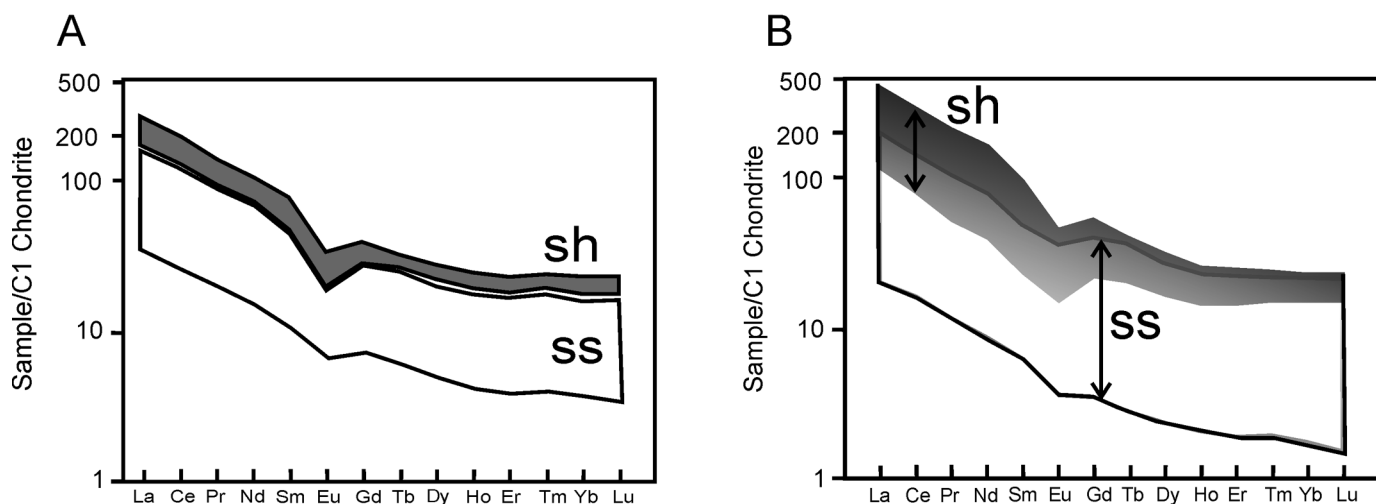 A
500
200
100
10
1
Sample/C1 Chondrite
sh
ss
La Ce Pr Nd Sm Eu Gd Tb Dy Ho Er Tm Yb Lu
B
500
200
100
10
1
Sample/C1 Chondrite
sh
ss
La Ce Pr Nd Sm Eu Gd Tb Dy Ho Er Tm Yb Lu